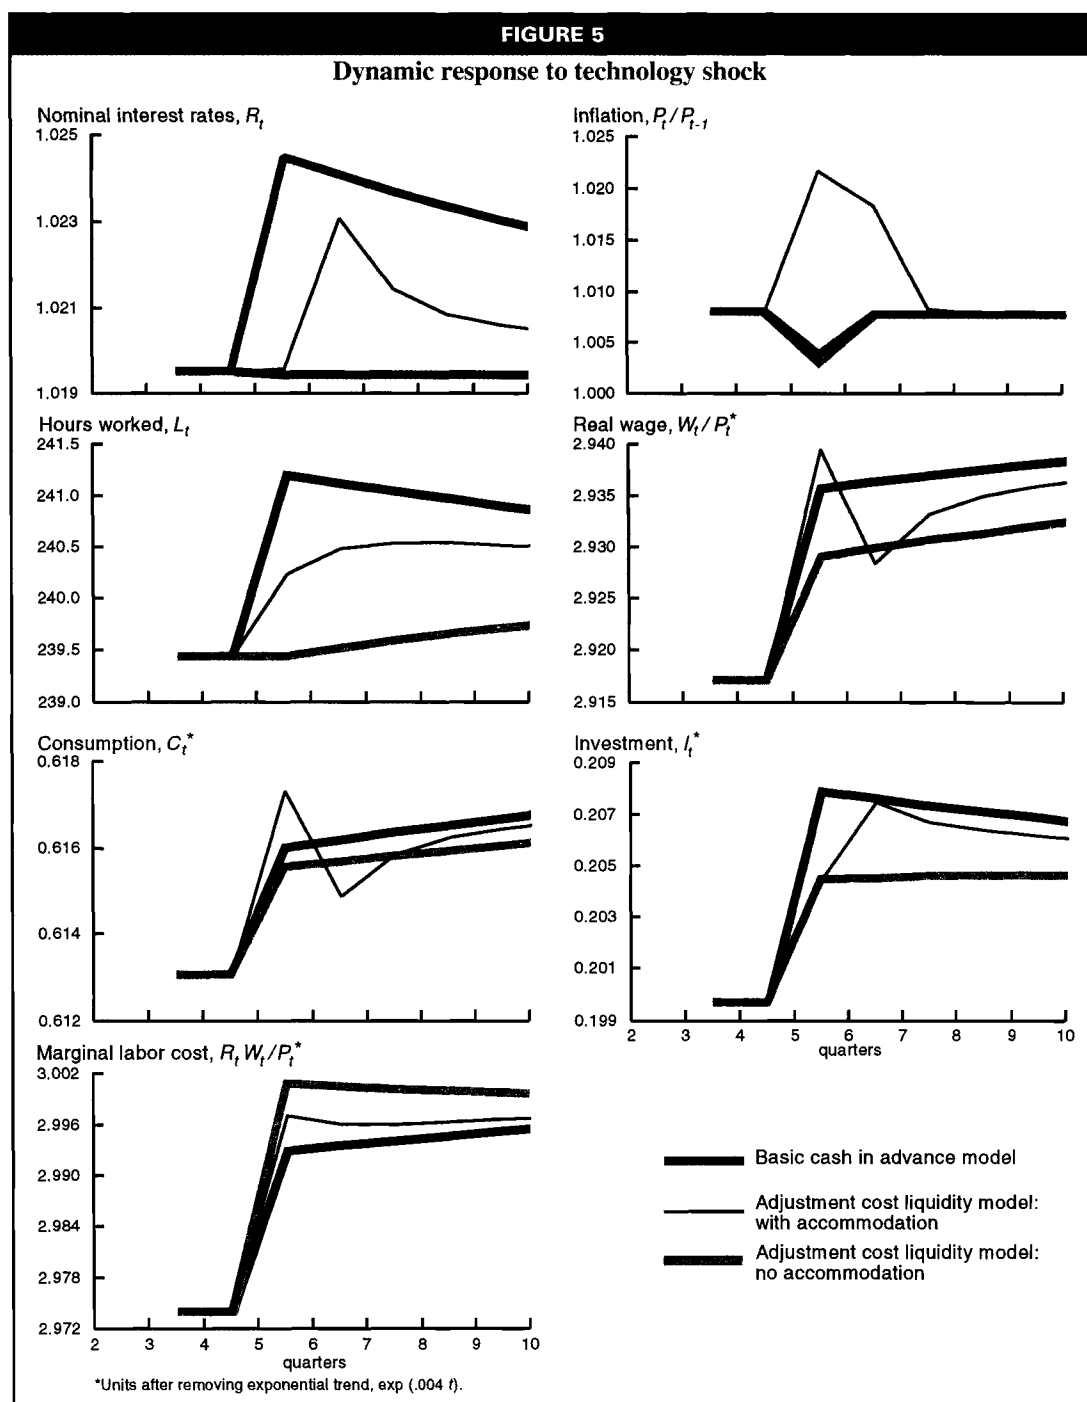 FIGURE 5
Dynamic response to technology shock
Nominal interest rates, R_t
1.025
1.023
1.021
1.019
Inflation, P_t/P_{t-1}
1.025
1.020
1.015
1.010
1.005
1.000
Hours worked, L_t
241.5
241.0
240.5
240.0
239.5
239.0
Real wage, W_t/P_t*
2.940
2.935
2.930
2.925
2.920
2.915
Consumption, C_t*
0.618
0.616
0.614
0.612
Investment, I_t*
0.209
0.207
0.205
0.203
0.201
0.199
2 3 4 5 6 7 8 9 10
quarters
Marginal labor cost, R_t W_t/P_t*
3.002
2.996
2.990
2.984
2.978
2.972
2 3 4 5 6 7 8 9 10
quarters
Basic cash in advance model
Adjustment cost liquidity model:
with accommodation
Adjustment cost liquidity model:
no accommodation
*Units after removing exponential trend, exp (.004 t).